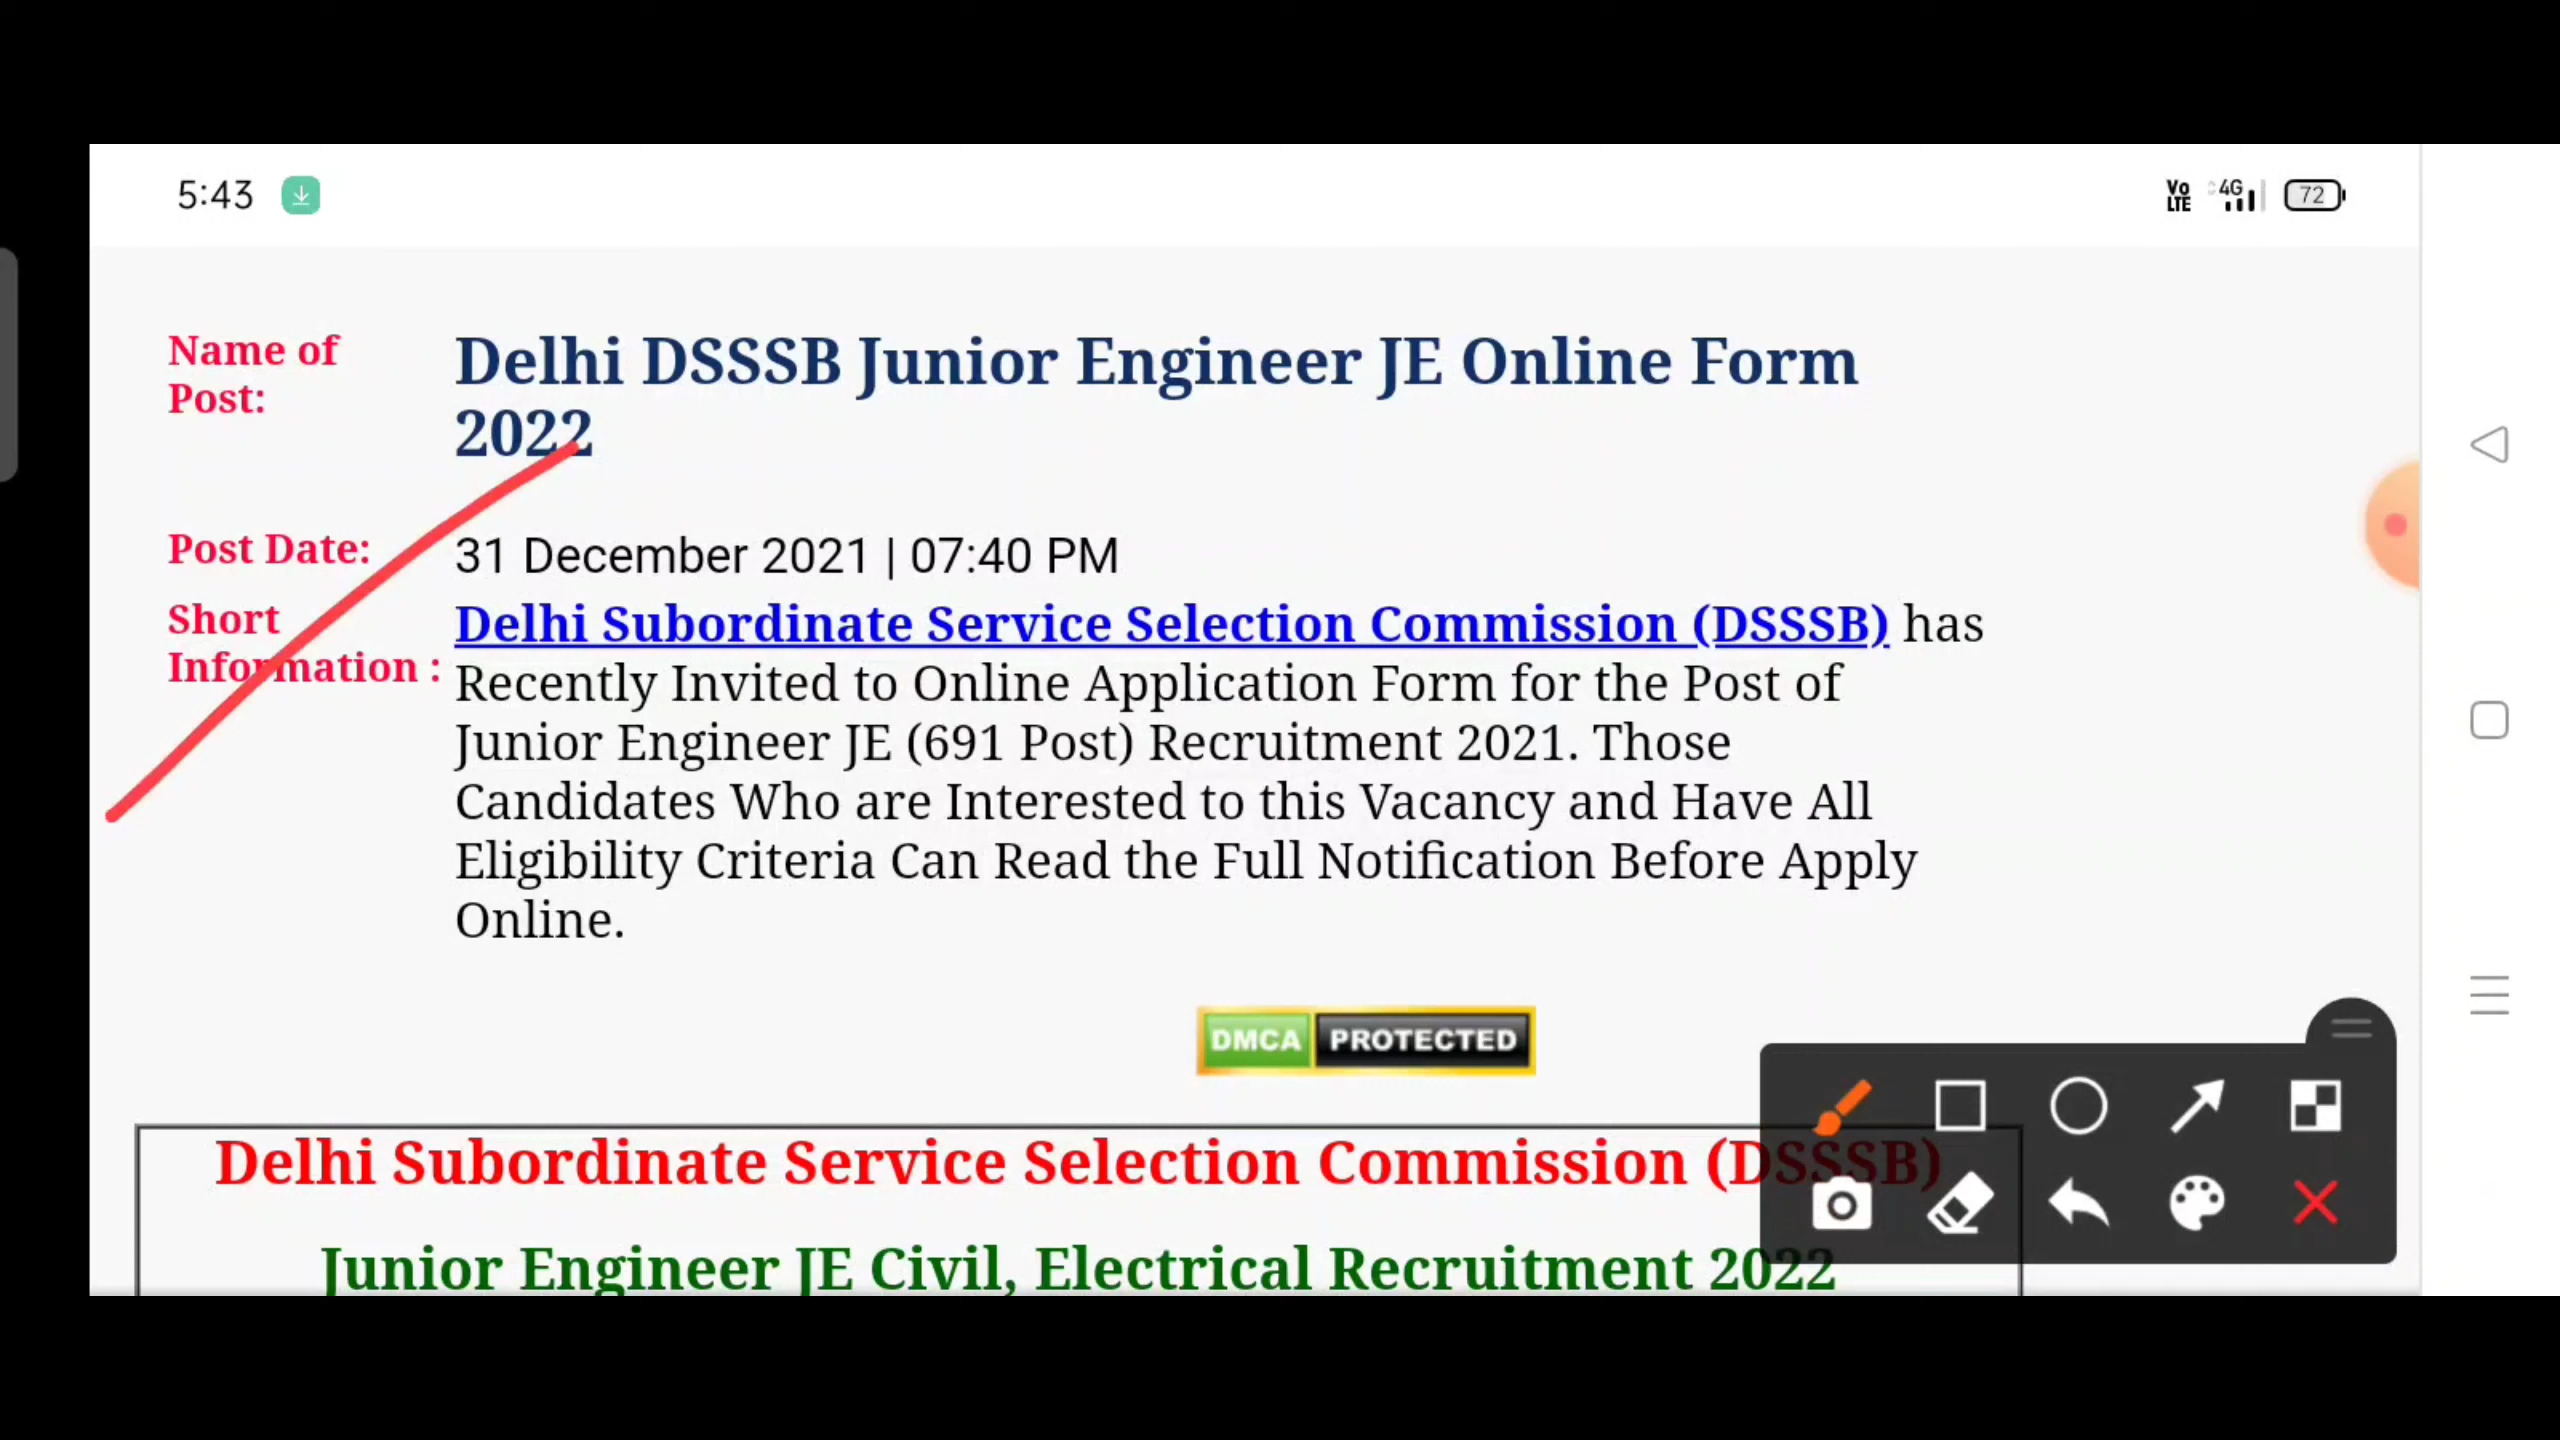 5:43
Vo LTE 4G 72
Name of Post:
Delhi DSSSB Junior Engineer JE Online Form
2022
Post Date:
31 December 2021 | 07:40 PM
Short Information :
Delhi Subordinate Service Selection Commission (DSSSB) has
Recently Invited to Online Application Form for the Post of
Junior Engineer JE (691 Post) Recruitment 2021. Those
Candidates Who are Interested to this Vacancy and Have All
Eligibility Criteria Can Read the Full Notification Before Apply
Online.
DMCA PROTECTED
Delhi Subordinate Service Selection Commission (DSSSB)
Junior Engineer JE Civil, Electrical Recruitment 2022